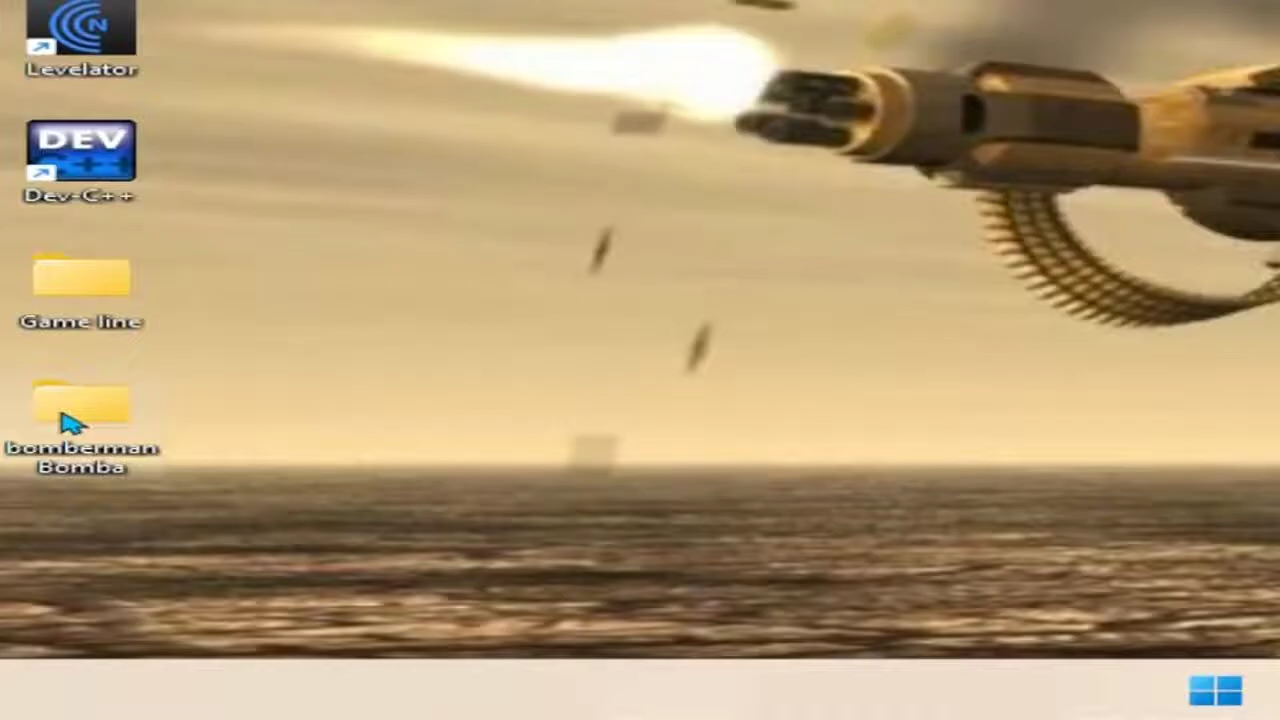 N
Levelator
DEV
C++
Dev-C++
Game line
bomberman
Bomba